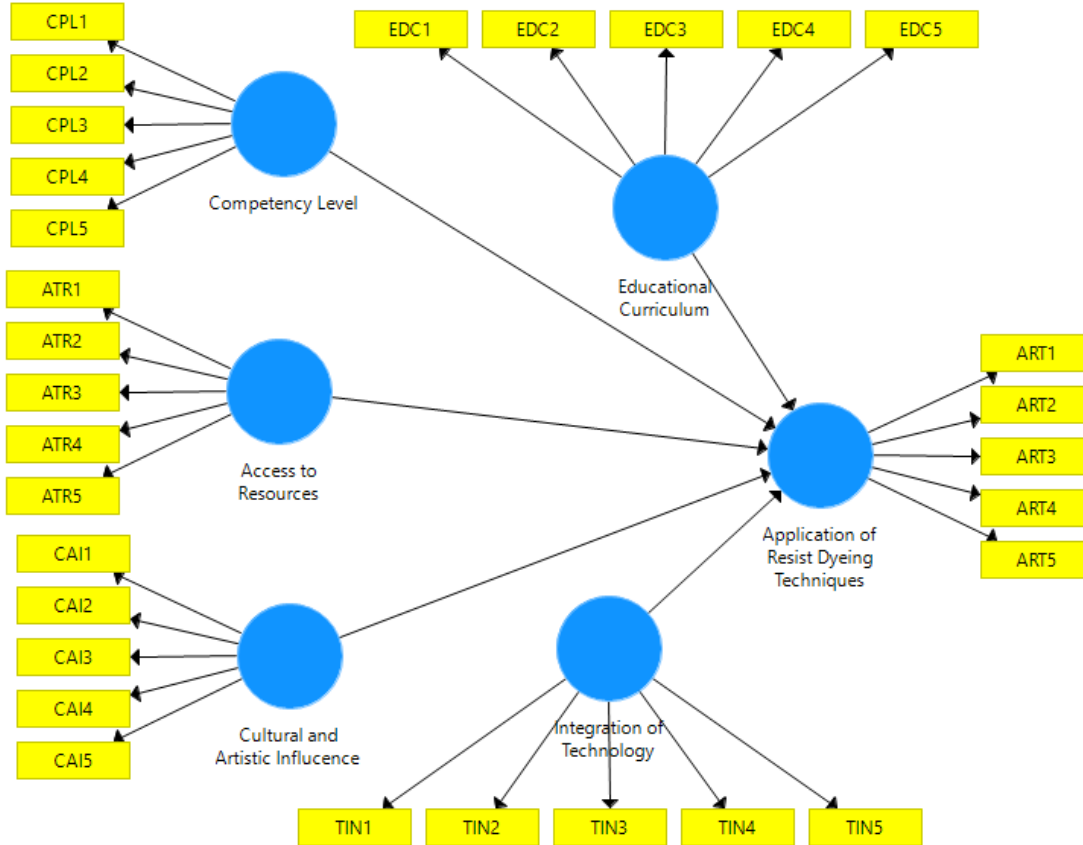 CPL1
CPL2
CPL3
CPL4
CPL5
Competency Level
EDC1
EDC2
EDC3
EDC4
EDC5
Educational
Curriculum
ATR1
ATR2
ATR3
ATR4
ATR5
Access to
Resources
ART1
ART2
ART3
ART4
ART5
Application of
Resist Dyeing
Techniques
CAI1
CAI2
CAI3
CAI4
CAI5
Cultural and
Artistic Influcence
Integration of
Technology
TIN1
TIN2
TIN3
TIN4
TIN5